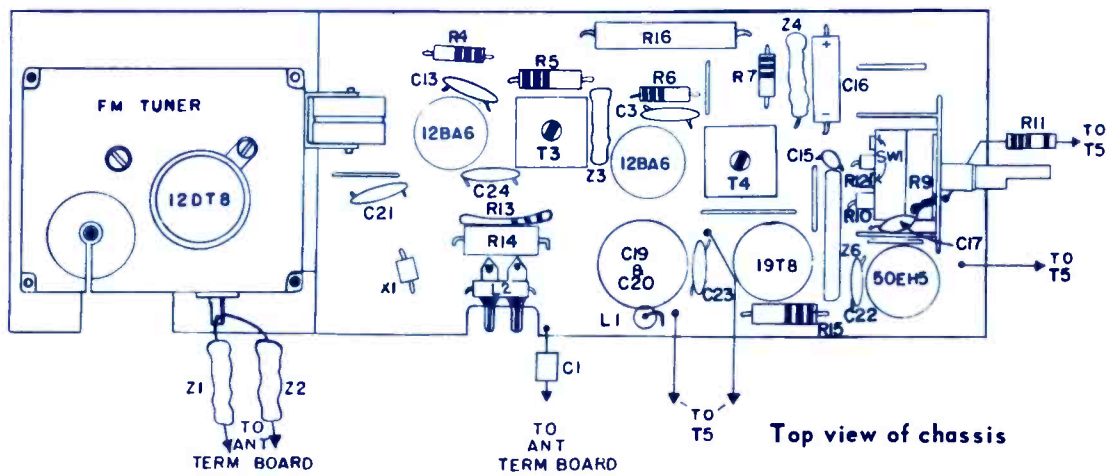 FM TUNER
12DT8
R4
C13
R5
12BA6
T3
Z3
C24
C21
R13
R14
X1
L2
R16
R6
C3
12BA6
R7
Z4
+
C16
−
T4
C15
SW1
R12
R10
R9
R11
TO
T5
C17
TO
T5
C19
&
C20
C23
19T8
Z6
C22
50EH5
L1
R15
Z1
Z2
TO
ANT
TERM BOARD
C1
TO
ANT
TERM BOARD
TO
T5
Top view of chassis